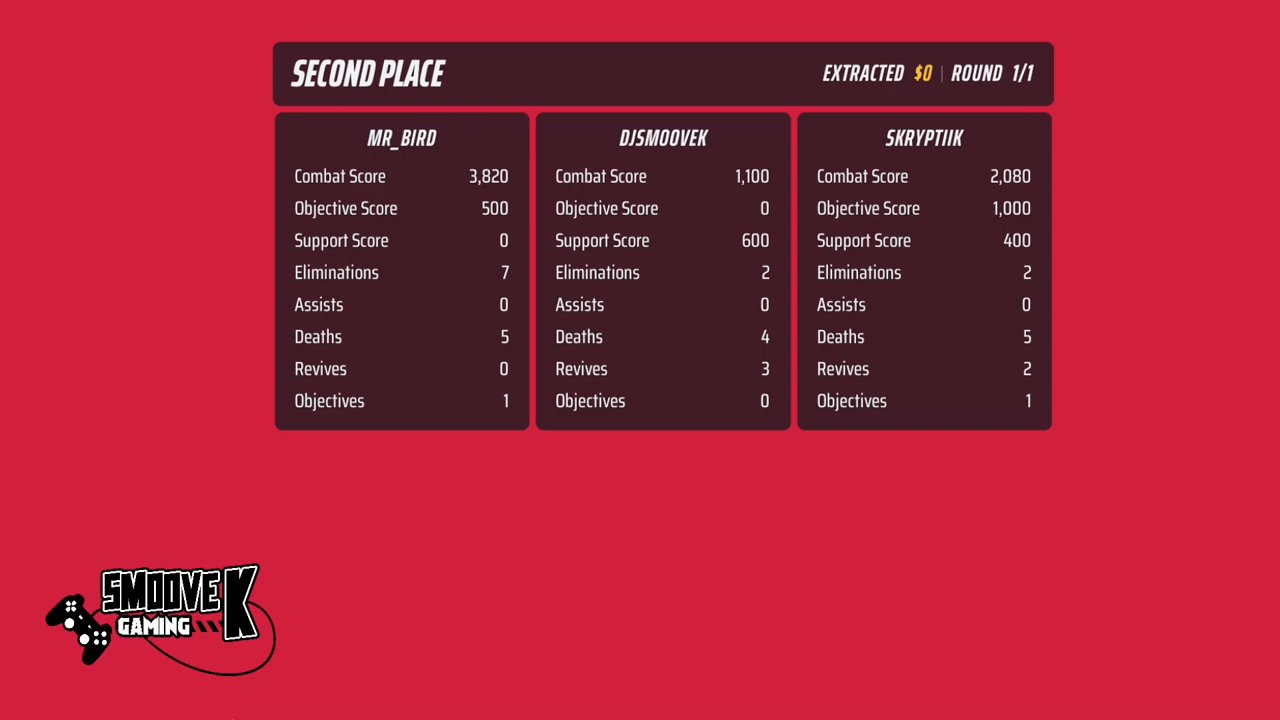 SECOND PLACE EXTRACTED $0 | ROUND 1/1
MR_BIRD
Combat Score 3,820
Objective Score 500
Support Score 0
Eliminations 7
Assists 0
Deaths 5
Revives 0
Objectives 1
DJSMOOVEK
Combat Score 1,100
Objective Score 0
Support Score 600
Eliminations 2
Assists 0
Deaths 4
Revives 3
Objectives 0
SKRYPTIIK
Combat Score 2,080
Objective Score 1,000
Support Score 400
Eliminations 2
Assists 0
Deaths 5
Revives 2
Objectives 1
SMOOVE K
GAMING